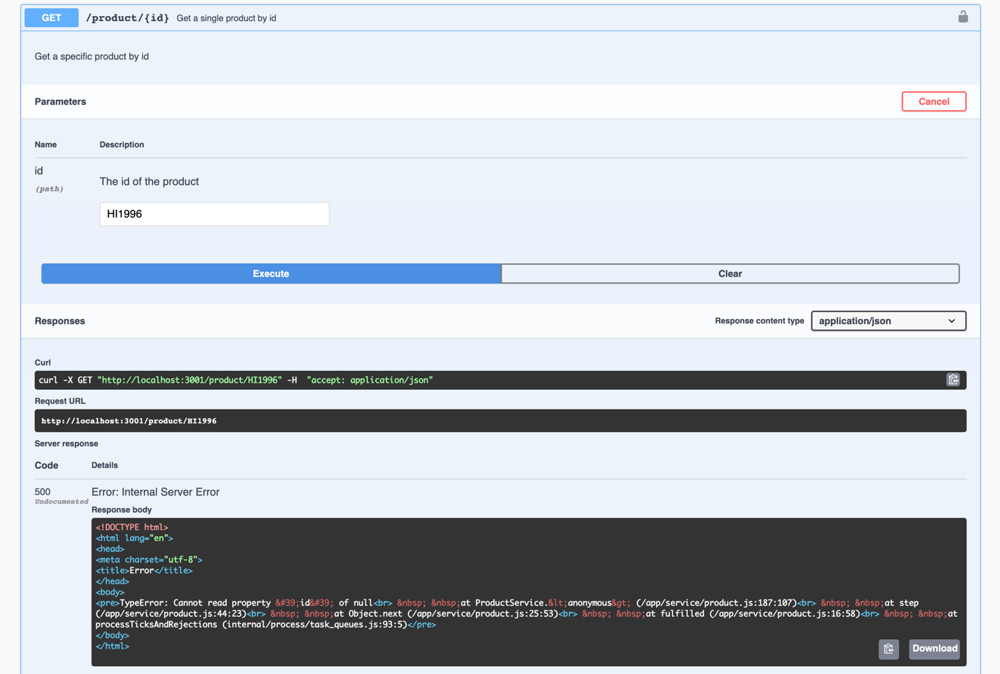 GET /product/{id} Get a single product by id
Get a specific product by id
Parameters
Cancel
Name Description
id
(path)
The id of the product
HI1996
Execute Clear
Responses
Response content type application/json
Curl
curl -X GET "http://localhost:3001/product/HI1996" -H  "accept: application/json"
Request URL
http://localhost:3001/product/HI1996
Server response
Code Details
500
Undocumented
Error: Internal Server Error
Response body
<!DOCTYPE html>
<html lang="en">
<head>
<meta charset="utf-8">
<title>Error</title>
</head>
<body>
<pre>TypeError: Cannot read property &#39;id&#39; of null<br> &nbsp; &nbsp;at ProductService.&lt;anonymous&gt; (/app/service/product.js:187:107)<br> &nbsp; &nbsp;at step
(/app/service/product.js:44:23)<br> &nbsp; &nbsp;at Object.next (/app/service/product.js:25:53)<br> &nbsp; &nbsp;at fulfilled (/app/service/product.js:16:58)<br> &nbsp; &nbsp;at
processTicksAndRejections (internal/process/task_queues.js:93:5)</pre>
</body>
</html>
Download